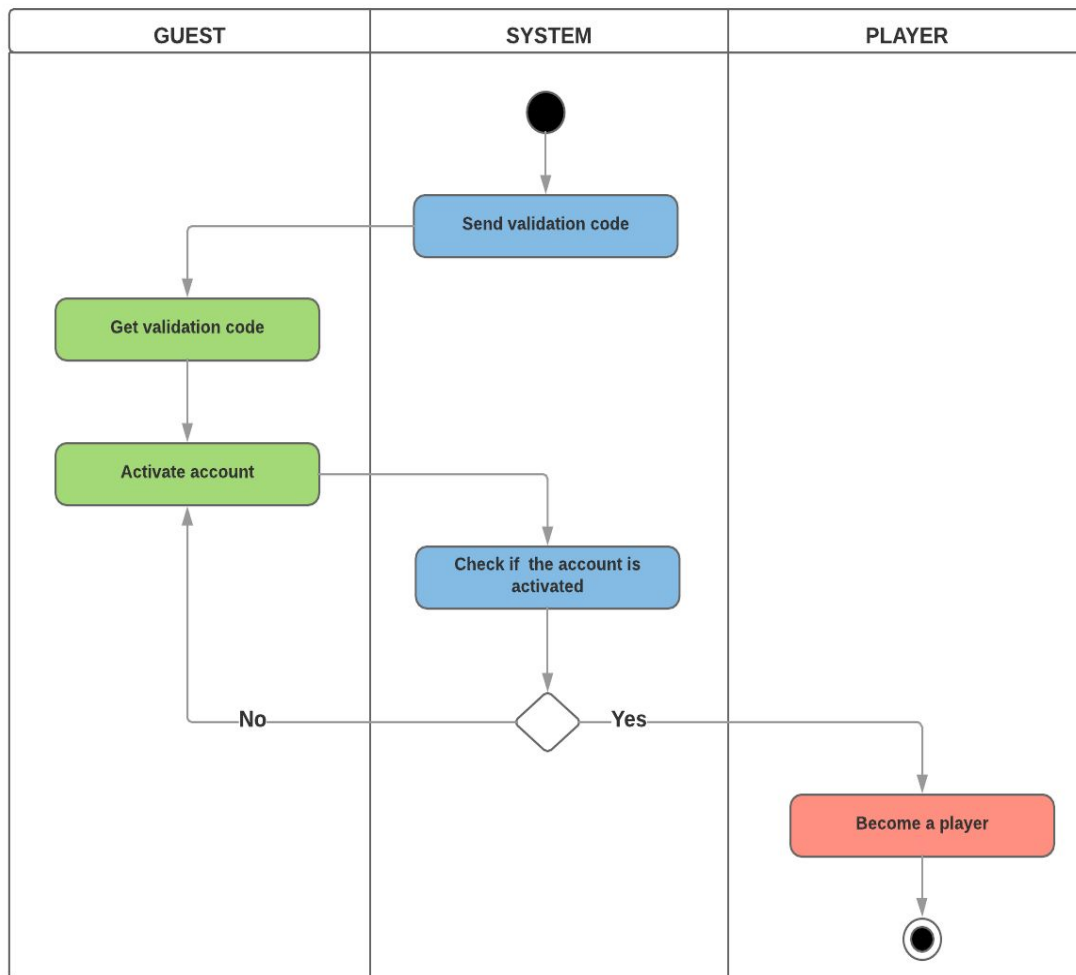 GUEST
SYSTEM
PLAYER
Send validation code
Get validation code
Activate account
Check if the account is
activated
No
Yes
Become a player